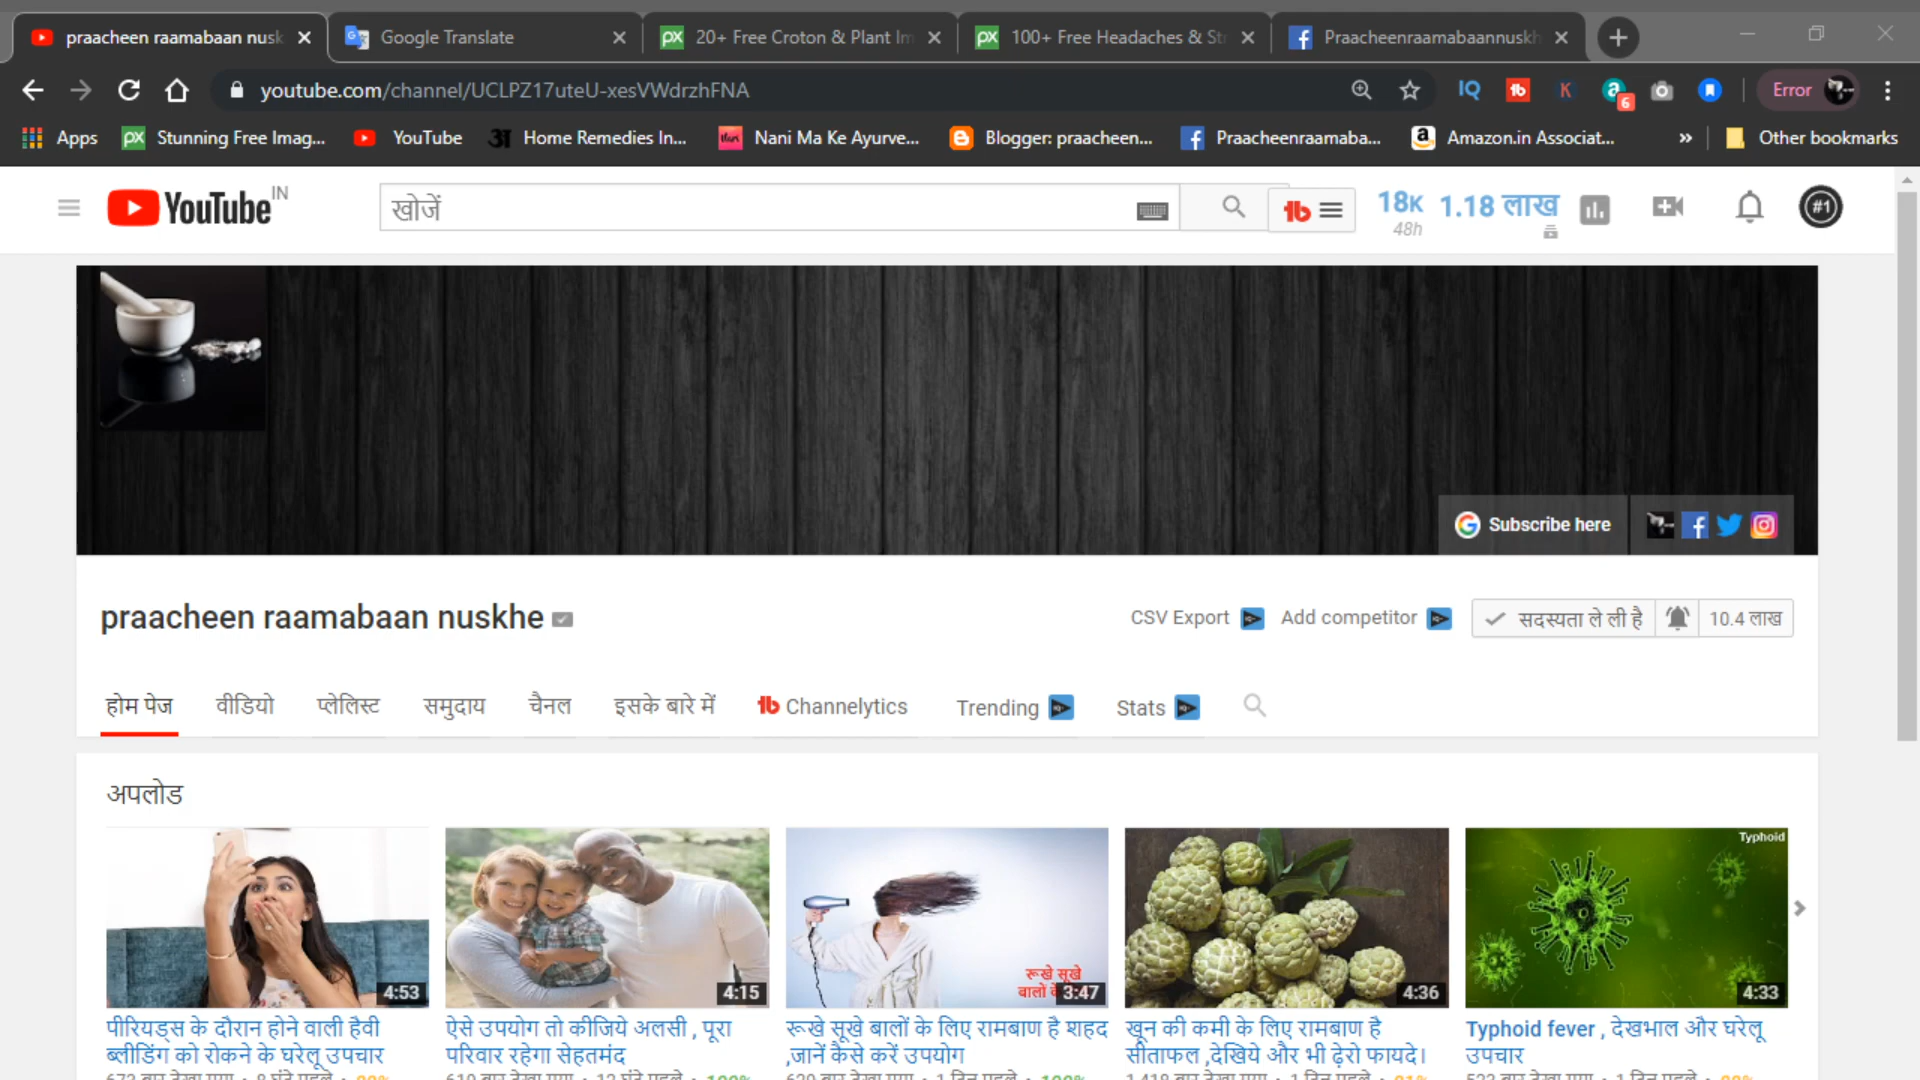 praacheen raamabaan nusk
Google Translate
20+ Free Croton & Plant Im
100+ Free Headaches & Str
Praacheenraamabaannuskh
youtube.com/channel/UCLPZ17uteU-xesVWdrzhFNA
IQ
K
6
Error
Apps
Stunning Free Imag...
YouTube
Home Remedies In...
Nani Ma Ke Ayurve...
Blogger: praacheen...
Praacheenraamaba...
Amazon.in Associat...
»
Other bookmarks
YouTube IN
खोजें
18K
48h
1.18 लाख
#1
Subscribe here
praacheen raamabaan nuskhe
CSV Export
Add competitor
सदस्यता ले ली है
10.4 लाख
होम पेज
वीडियो
प्लेलिस्ट
समुदाय
चैनल
इसके बारे में
Channelytics
Trending
Stats
अपलोड
Typhoid
रूखे सूखे
बालों
4:53
4:15
3:47
4:36
4:33
पीरियड्स के दौरान होने वाली हैवी
ब्लीडिंग को रोकने के घरेलू उपचार
ऐसे उपयोग तो कीजिये अलसी , पूरा
परिवार रहेगा सेहतमंद
रूखे सूखे बालों के लिए रामबाण है शहद
,जानें कैसे करें उपयोग
खून की कमी के लिए रामबाण है
सीताफल ,देखिये और भी ढ़ेरो फायदे।
Typhoid fever , देखभाल और घरेलू
उपचार